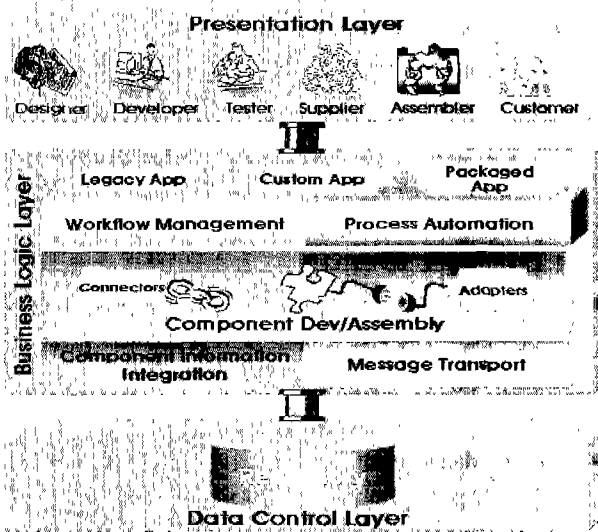 Presentation Layer
Designer Developer Tester Supplier Assembler Customer
Business Logic Layer
Legacy App Custom App Packaged App
Workflow Management Process Automation
Connectors Adapters
Component Dev/Assembly
Component Information Integration
Message Transport
Data Control Layer